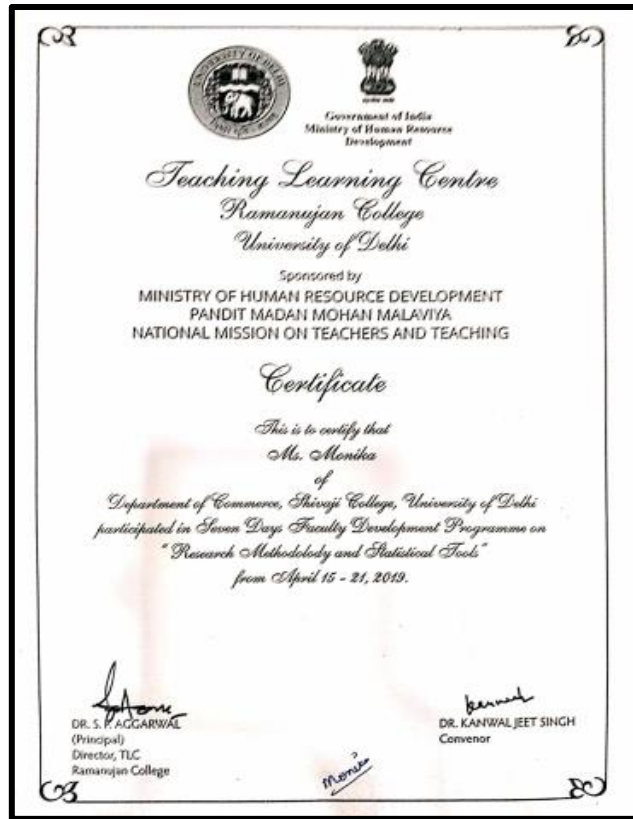 UNIVERSITY OF DELHI
Government of India
Ministry of Human Resource
Development
Teaching Learning Centre
Ramanujan College
University of Delhi
Sponsored by
MINISTRY OF HUMAN RESOURCE DEVELOPMENT
PANDIT MADAN MOHAN MALAVIYA
NATIONAL MISSION ON TEACHERS AND TEACHING
Certificate
This is to certify that
Ms. Monika
of
Department of Commerce, Shivaji College, University of Delhi
participated in Seven Days Faculty Development Programme on
"Research Methodolody and Statistical Tools"
from April 15 - 21, 2019.
DR. S. P. AGGARWAL
(Principal)
Director, TLC
Ramanujan College
DR. KANWAL JEET SINGH
Convenor
Monika